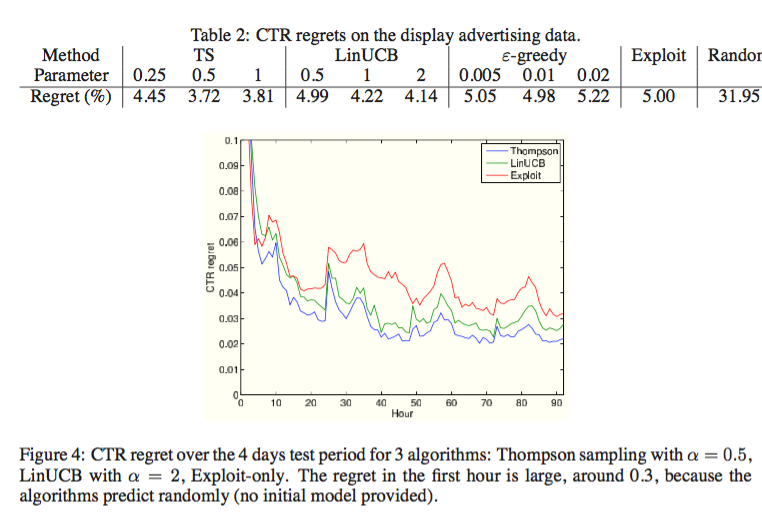 Table 2: CTR regrets on the display advertising data.
Method TS LinUCB ε-greedy Exploit Random
Parameter 0.25 0.5 1 0.5 1 2 0.005 0.01 0.02
Regret (%) 4.45 3.72 3.81 4.99 4.22 4.14 5.05 4.98 5.22 5.00 31.95
0.1
0.09
0.08
0.07
0.06
0.05
0.04
0.03
0.02
0.01
0
CTR regret
Thompson
LinUCB
Exploit
0 10 20 30 40 50 60 70 80 90
Hour
Figure 4: CTR regret over the 4 days test period for 3 algorithms: Thompson sampling with α = 0.5,
LinUCB with α = 2, Exploit-only. The regret in the first hour is large, around 0.3, because the
algorithms predict randomly (no initial model provided).